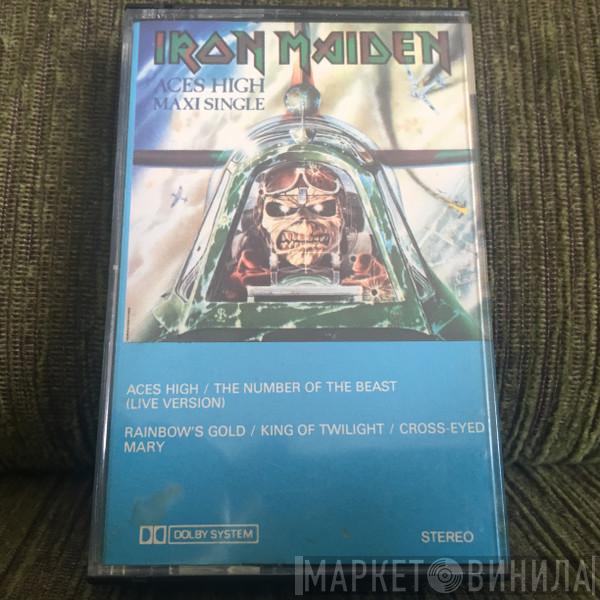 IRON MAIDEN
ACES HIGH
MAXI SINGLE
ACES HIGH / THE NUMBER OF THE BEAST
(LIVE VERSION)
RAINBOW'S GOLD / KING OF TWILIGHT / CROSS-EYED
MARY
DOLBY SYSTEM
STEREO
МАРКЕТ ВИНИЛА